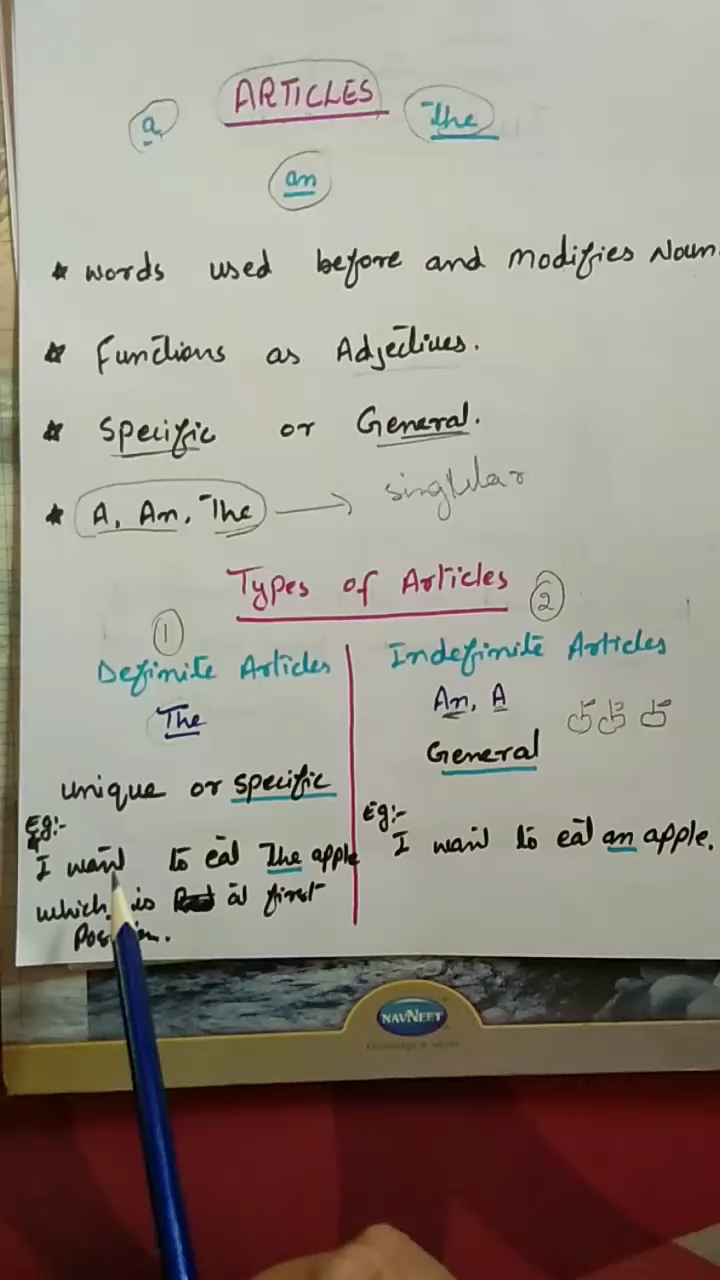 ARTICLES
a The
an
* Words used before and modifies Noun.
* Functions as Adjectives.
* Specific or General.
* A, An, The → singular
Types of Articles
1 2
Definite Articles
The
unique or specific
Eg:-
I want to eat The apple
which is at first
Indefinite Articles
An, A
General
Eg:-
I want to eat an apple.
NAVNEET